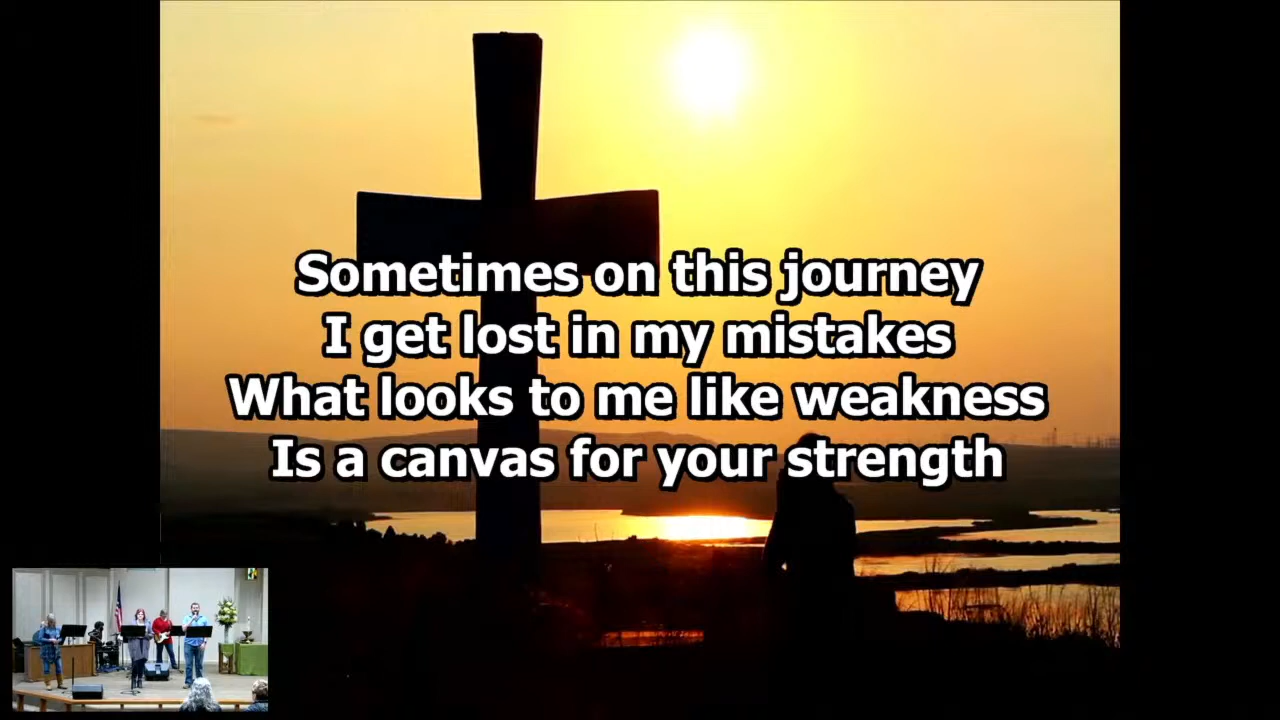 Sometimes on this journey
I get lost in my mistakes
What looks to me like weakness
Is a canvas for your strength